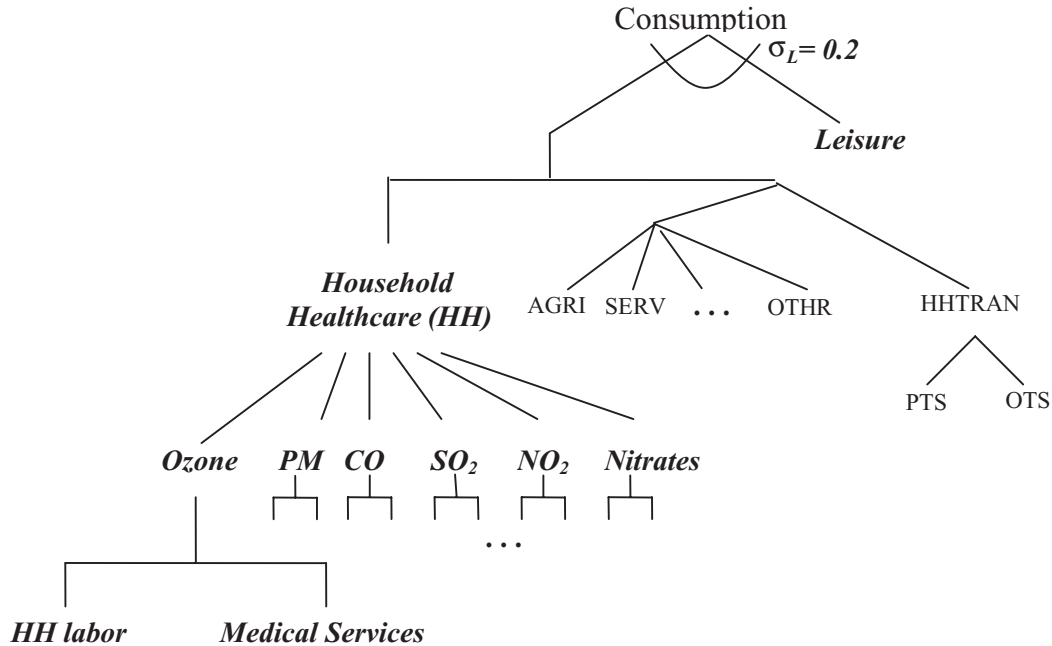 Consumption
σL= 0.2
Leisure
Household
Healthcare (HH)
AGRI SERV ... OTHR
HHTRAN
PTS OTS
Ozone PM CO SO2 NO2 Nitrates
...
HH labor Medical Services